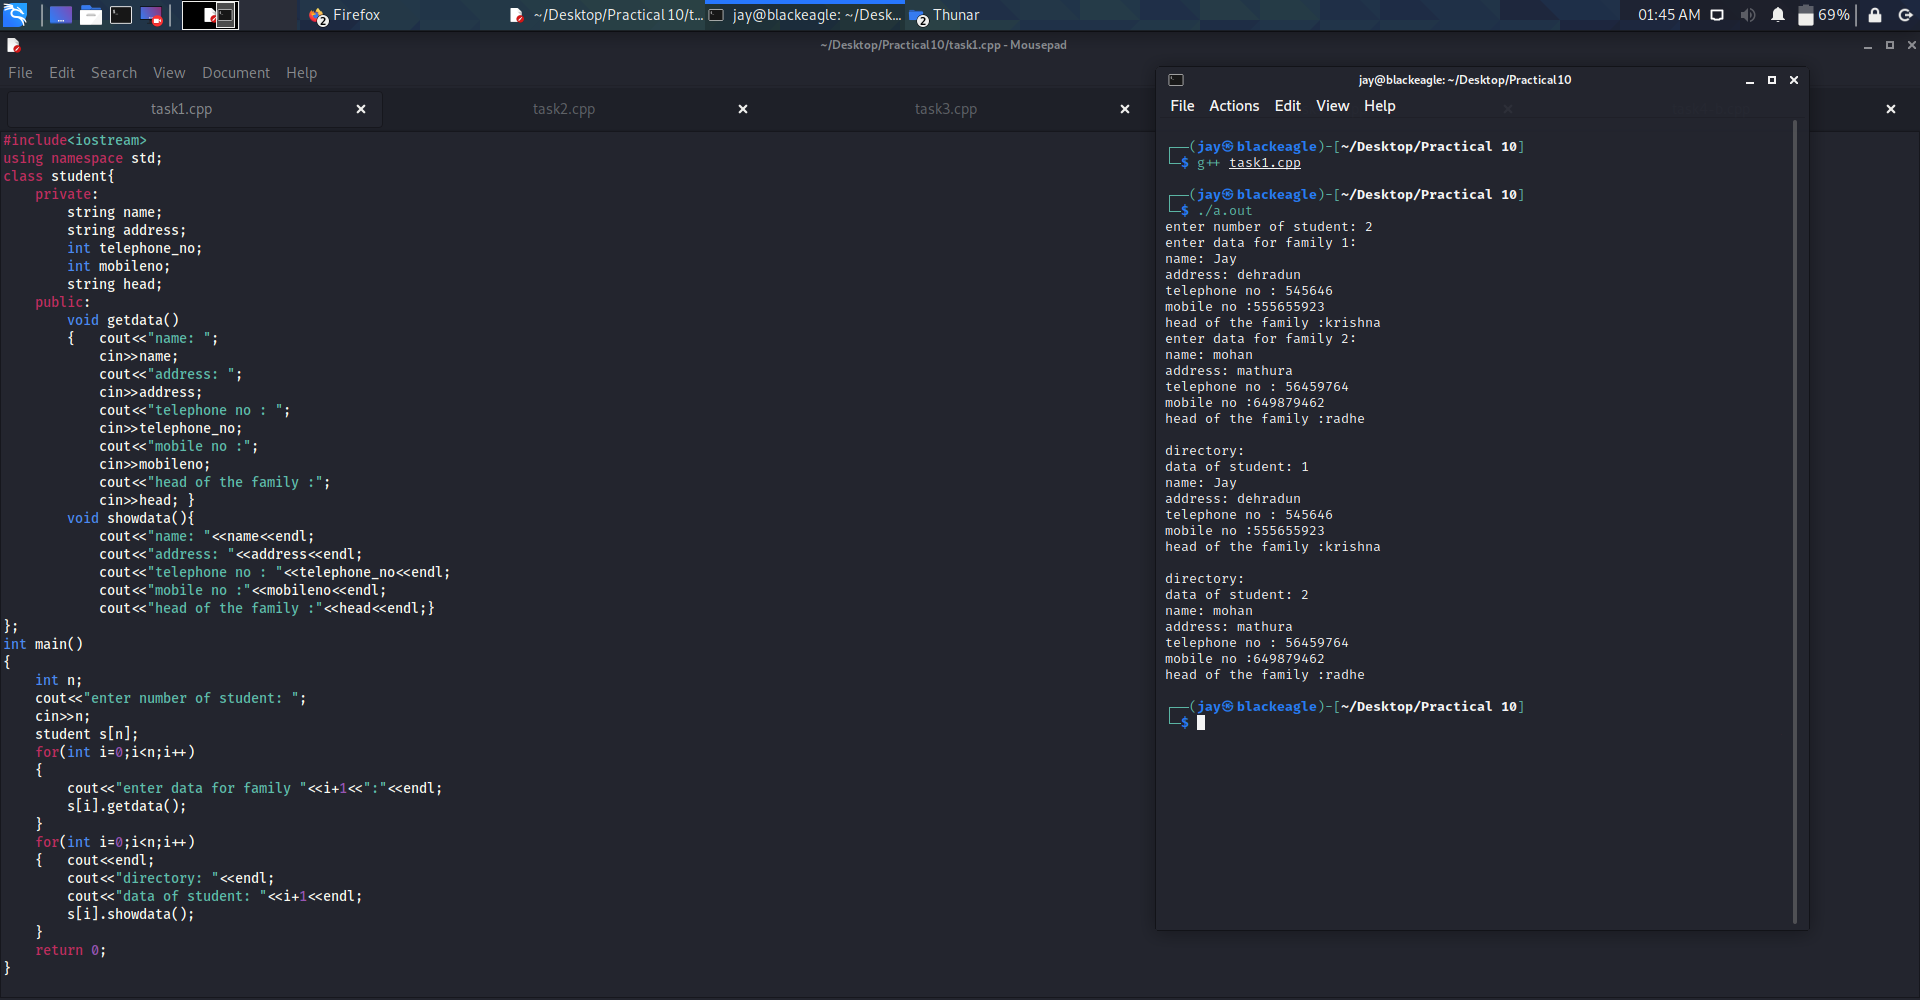 Firefox
~/Desktop/Practical 10/t...
jay@blackeagle: ~/Desk...
Thunar
01:45 AM
69%
~/Desktop/Practical10/task1.cpp - Mousepad
File Edit Search View Document Help
task1.cpp
task2.cpp
task3.cpp
#include<iostream>
using namespace std;
class student{
    private:
        string name;
        string address;
        int telephone_no;
        int mobileno;
        string head;
    public:
        void getdata()
        {   cout<<"name: ";
            cin>>name;
            cout<<"address: ";
            cin>>address;
            cout<<"telephone no : ";
            cin>>telephone_no;
            cout<<"mobile no :";
            cin>>mobileno;
            cout<<"head of the family :";
            cin>>head; }
        void showdata(){
            cout<<"name: "<<name<<endl;
            cout<<"address: "<<address<<endl;
            cout<<"telephone no : "<<telephone_no<<endl;
            cout<<"mobile no :"<<mobileno<<endl;
            cout<<"head of the family :"<<head<<endl;}
};
int main()
{
    int n;
    cout<<"enter number of student: ";
    cin>>n;
    student s[n];
    for(int i=0;i<n;i++)
    {
        cout<<"enter data for family "<<i+1<<":"<<endl;
        s[i].getdata();
    }
    for(int i=0;i<n;i++)
    {   cout<<endl;
        cout<<"directory: "<<endl;
        cout<<"data of student: "<<i+1<<endl;
        s[i].showdata();
    }
    return 0;
}
jay@blackeagle: ~/Desktop/Practical10
File Actions Edit View Help
┌──(jay㉿blackeagle)-[~/Desktop/Practical 10]
└─$ g++ task1.cpp
┌──(jay㉿blackeagle)-[~/Desktop/Practical 10]
└─$ ./a.out
enter number of student: 2
enter data for family 1:
name: Jay
address: dehradun
telephone no : 545646
mobile no :555655923
head of the family :krishna
enter data for family 2:
name: mohan
address: mathura
telephone no : 56459764
mobile no :649879462
head of the family :radhe
directory:
data of student: 1
name: Jay
address: dehradun
telephone no : 545646
mobile no :555655923
head of the family :krishna
directory:
data of student: 2
name: mohan
address: mathura
telephone no : 56459764
mobile no :649879462
head of the family :radhe
┌──(jay㉿blackeagle)-[~/Desktop/Practical 10]
└─$